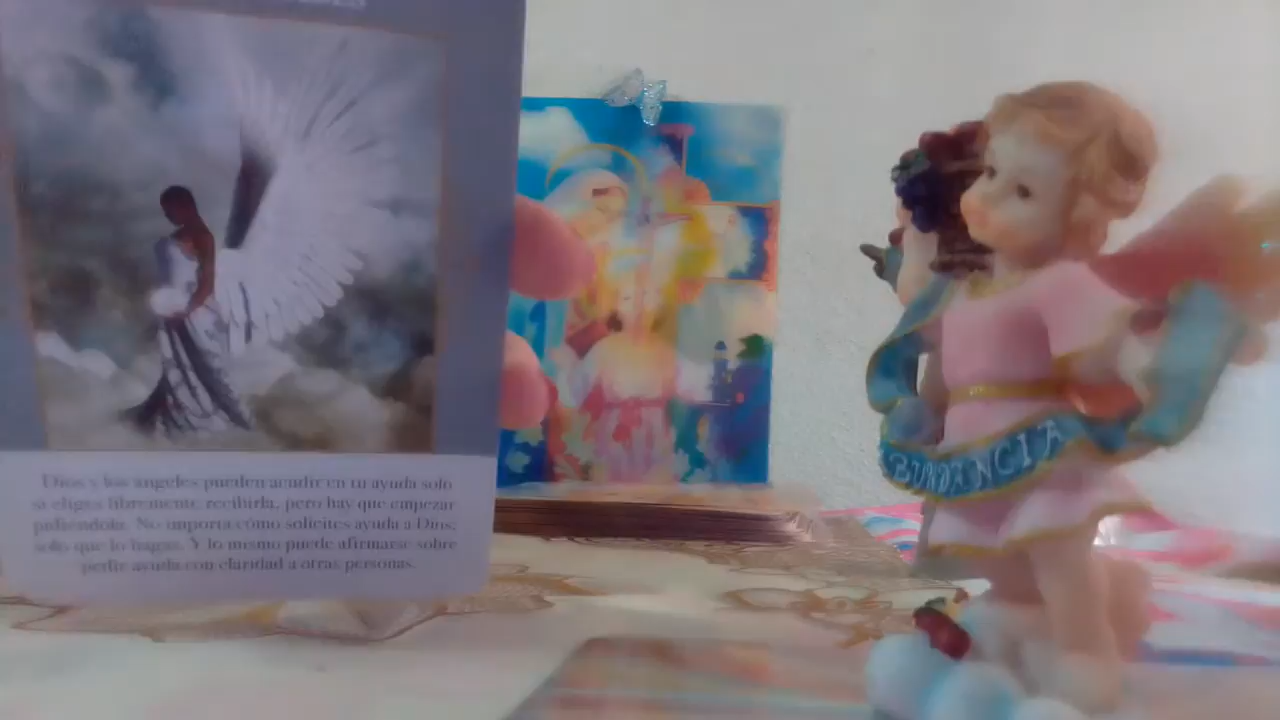 Dios y los ángeles pueden acudir en tu ayuda solo
si eliges libremente recibirla, pero hay que empezar
pidiéndola. No importa cómo solicites ayuda a Dios;
solo que lo hagas. Y lo mismo puede afirmarse sobre
pedir ayuda con claridad a otras personas.
BUNDANCIA